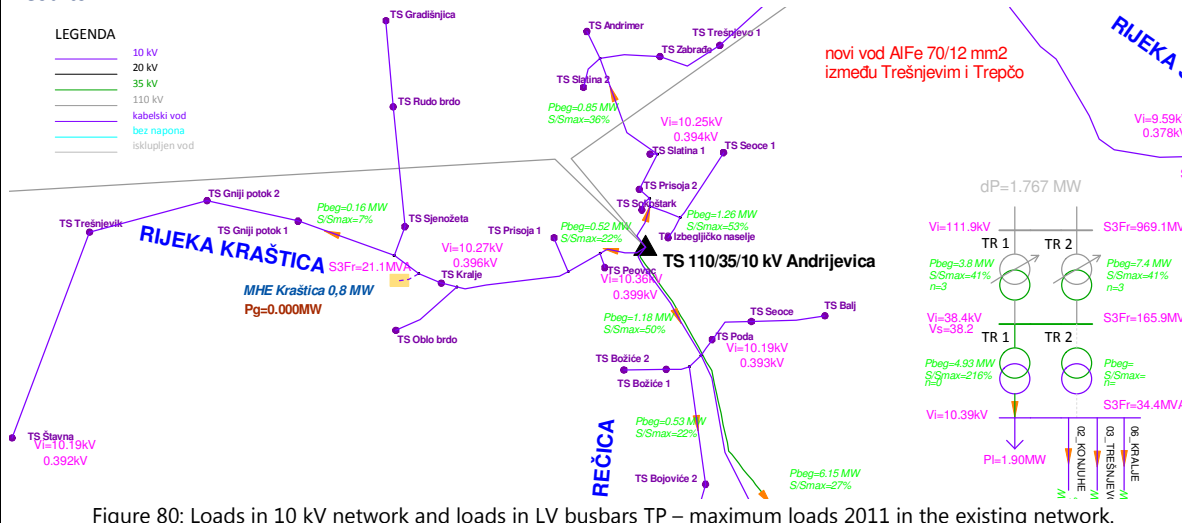 LEGENDA
10 kV
20 kV
35 kV
110 kV
kabelski vod
bez napona
isklupljen vod
TS Gradišnjica
TS Rudo brdo
TS Andrimer
TS Trešnjevo 1
TS Zabrađe
TS Slatina 2
Pbeg=0.85 MW
S/Smax=36%
Vi=10.25kV
0.394kV
TS Slatina 1
TS Seoce 1
TS Prisoja 2
TS Sokoštark
Pbeg=1.26 MW
S/Smax=53%
TS Izbegljičko naselje
novi vod AlFe 70/12 mm2
između Trešnjevim i Trepčo
RIJEKA
Vi=9.59k
0.378kV
TS Gnjiji potok 2
TS Trešnjevik
TS Gnjiji potok 1
Pbeg=0.16 MW
S/Smax=7%
RIJEKA KRAŠTICA
TS Sjenožeta
TS Prisoja 1
Pbeg=0.52 MW
S/Smax=22%
Vi=10.27kV
0.396kV
S3Fr=21.1MVA
TS Kralje
TS Peovac
Vi=10.36kV
0.399kV
TS 110/35/10 kV Andrijevica
MHE Kraštica 0,8 MW
Pg=0.000MW
TS Oblo brdo
Pbeg=1.18 MW
S/Smax=50%
TS Seoce
TS Balj
TS Poda
Vi=10.19kV
0.393kV
TS Božiće 2
TS Božiće 1
Pbeg=0.53 MW
S/Smax=22%
REČICA
TS Bojoviće 2
Pbeg=6.15 MW
S/Smax=27%
TS Štavna
Vi=10.19kV
0.392kV
dP=1.767 MW
Vi=111.9kV
S3Fr=969.1MV
TR 1
TR 2
Pbeg=3.8 MW
S/Smax=41%
n=3
Pbeg=7.4 MW
S/Smax=41%
n=3
Vi=38.4kV
Vs=38.2
S3Fr=165.9MV
TR 1
TR 2
Pbeg=4.93 MW
S/Smax=216%
n=0
Pbeg=
S/Smax=
n=
Vi=10.39kV
S3Fr=34.4MVA
Pl=1.90MW
02_KONJUHE
03_TREŠNJEV
06_KRALJE
Figure 80: Loads in 10 kV network and loads in LV busbars TP – maximum loads 2011 in the existing network.